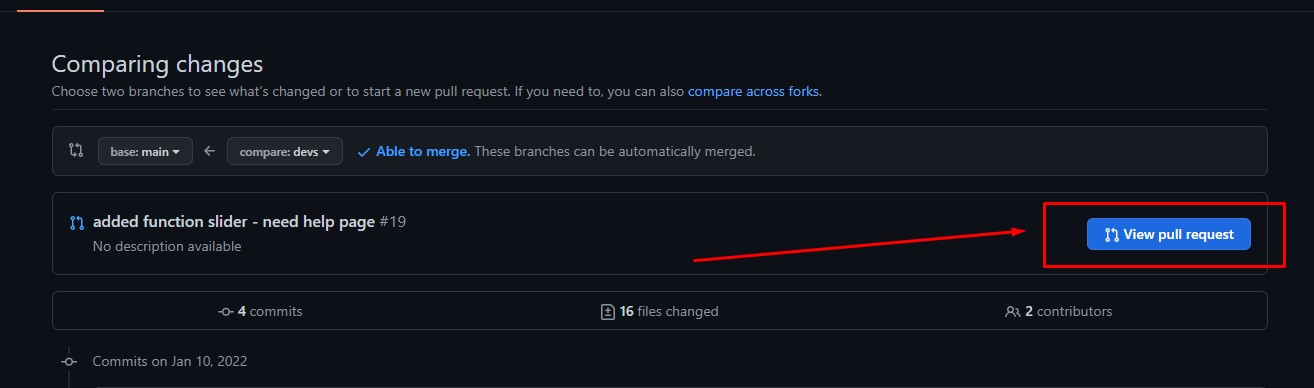 Comparing changes
Choose two branches to see what's changed or to start a new pull request. If you need to, you can also compare across forks.
base: main compare: devs Able to merge. These branches can be automatically merged.
added function slider - need help page #19
No description available
View pull request
4 commits 16 files changed 2 contributors
Commits on Jan 10, 2022